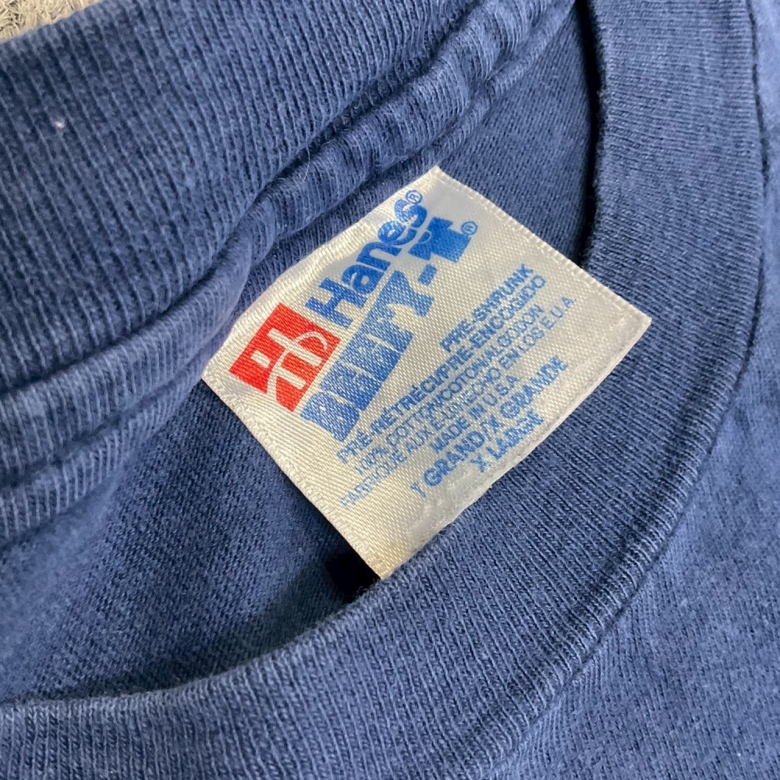 Hanes®
BEEFY-T®
PRE-SHRUNK
PRÉ-RÉTRÉCI/PRE-ENCOGIDO
100% COTTON/COTON/ALGODON
FABRIQUÉ AUX É.U./HECHO EN LOS E.U.A.
MADE IN U.S.A.
T GRAND/X GRANDE
X LARGE